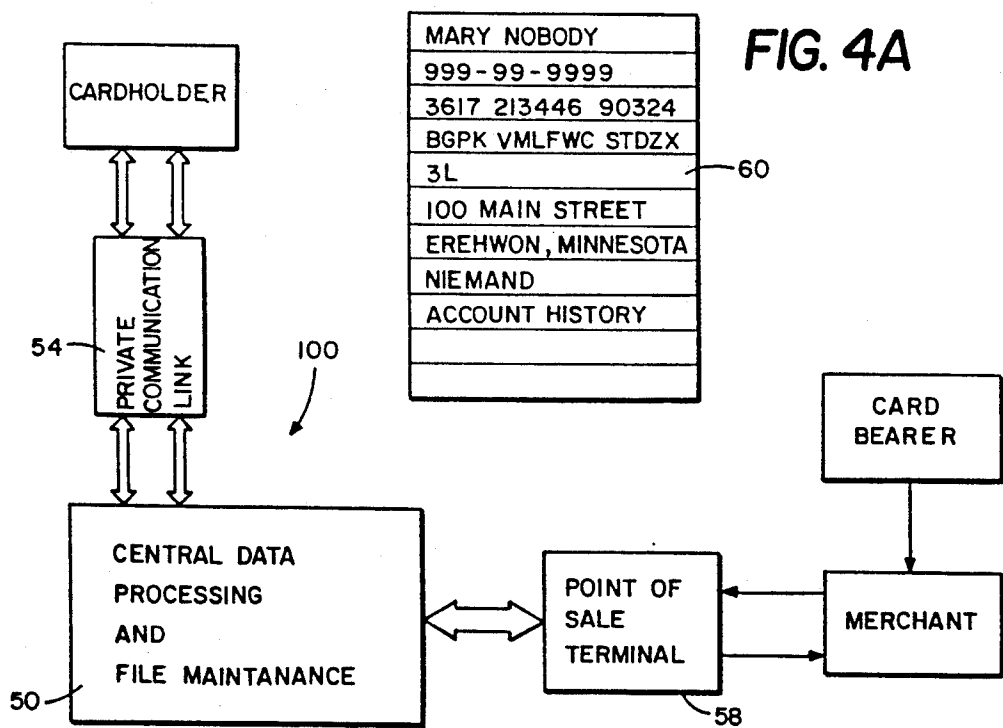 FIG. 4A
CARDHOLDER
MARY NOBODY
999-99-9999
3617 213446 90324
BGPK VMLFWC STDZX
3L
100 MAIN STREET
EREHWON, MINNESOTA
NIEMAND
ACCOUNT HISTORY
60
PRIVATE
COMMUNICATION
LINK
54
100
CARD
BEARER
CENTRAL DATA
PROCESSING
AND
FILE MAINTANANCE
50
POINT OF
SALE
TERMINAL
58
MERCHANT